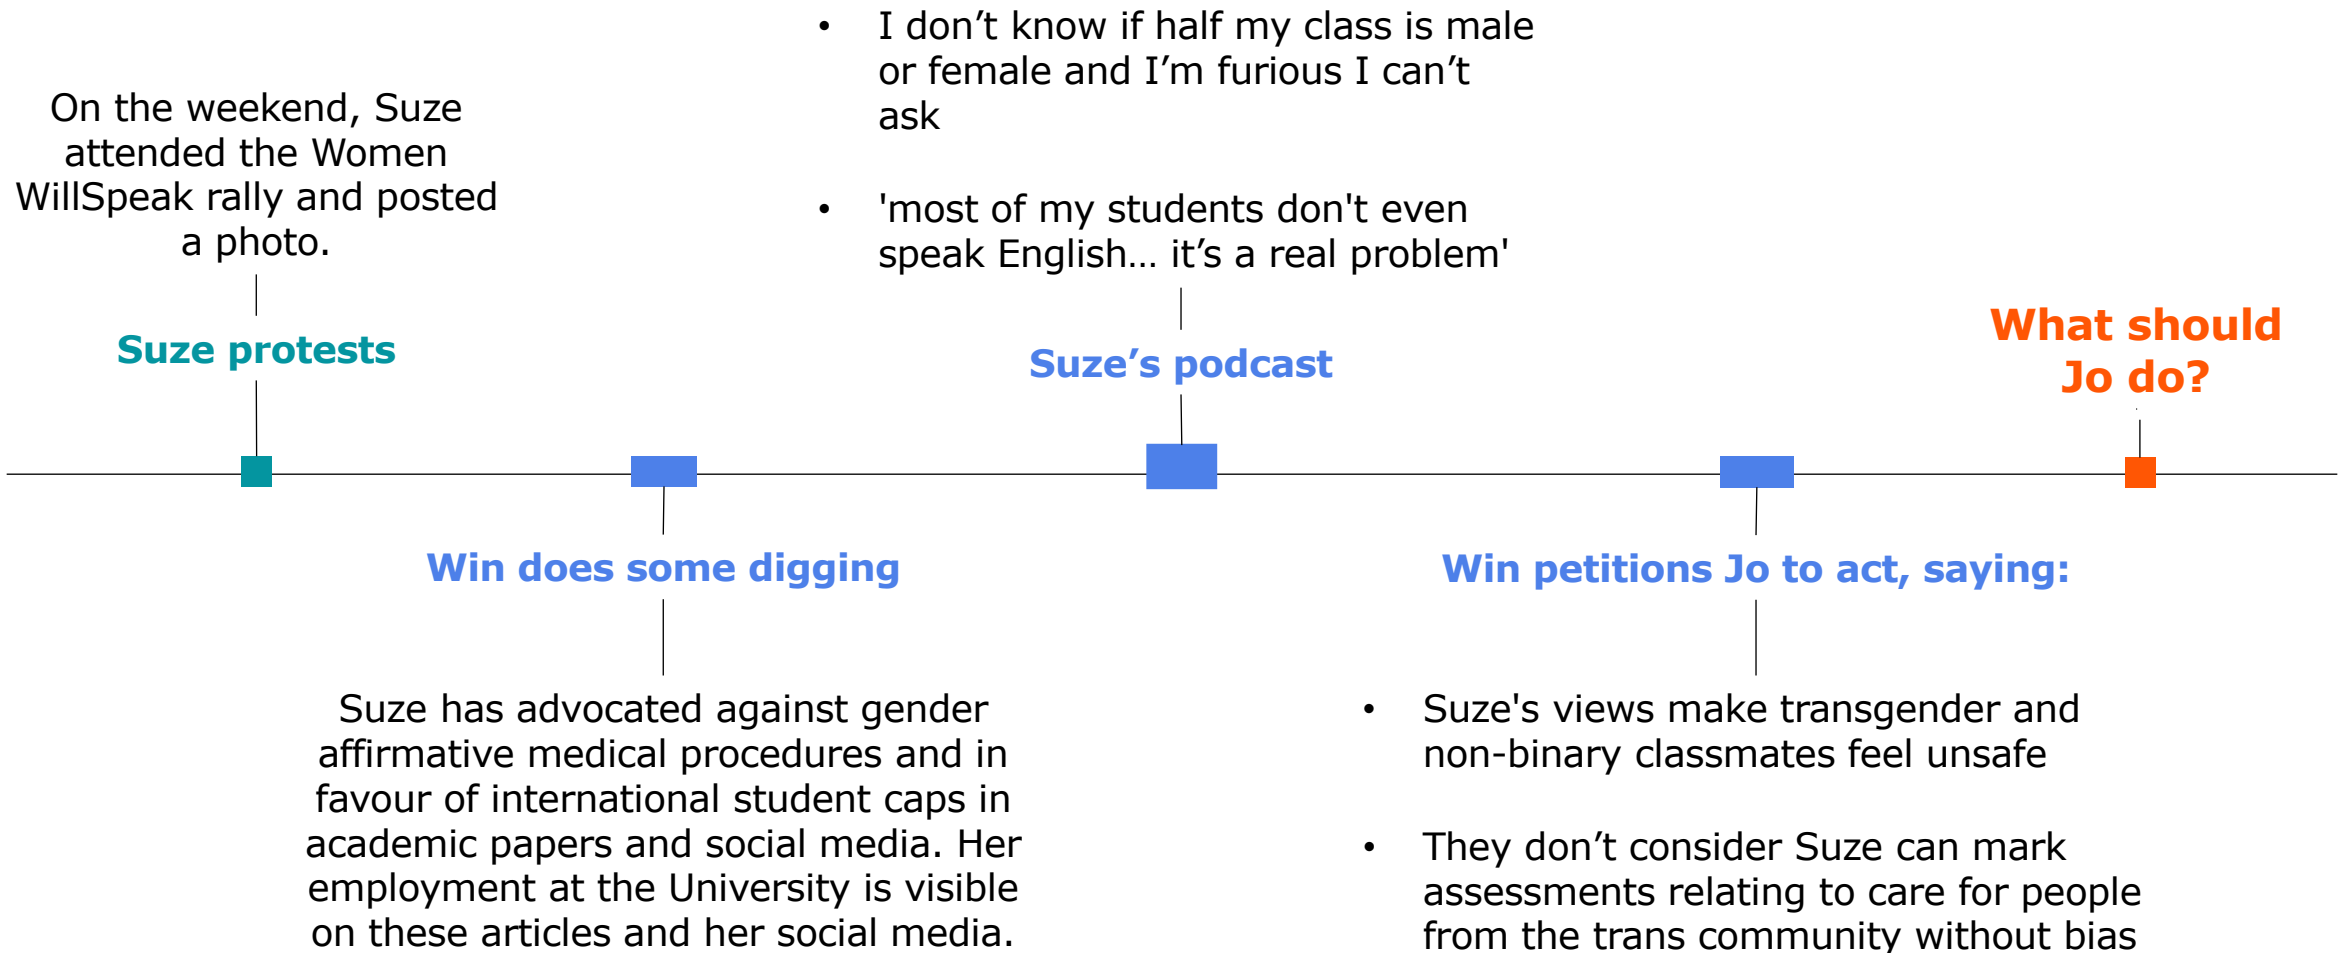 On the weekend, Suze
attended the Women
WillSpeak rally and posted
a photo.
Suze protests
Win does some digging
Suze has advocated against gender
affirmative medical procedures and in
favour of international student caps in
academic papers and social media. Her
employment at the University is visible
on these articles and her social media.
• I don’t know if half my class is male
or female and I’m furious I can’t
ask
• 'most of my students don't even
speak English… it’s a real problem'
Suze’s podcast
Win petitions Jo to act, saying:
• Suze's views make transgender and
non-binary classmates feel unsafe
• They don’t consider Suze can mark
assessments relating to care for people
from the trans community without bias
What should
Jo do?